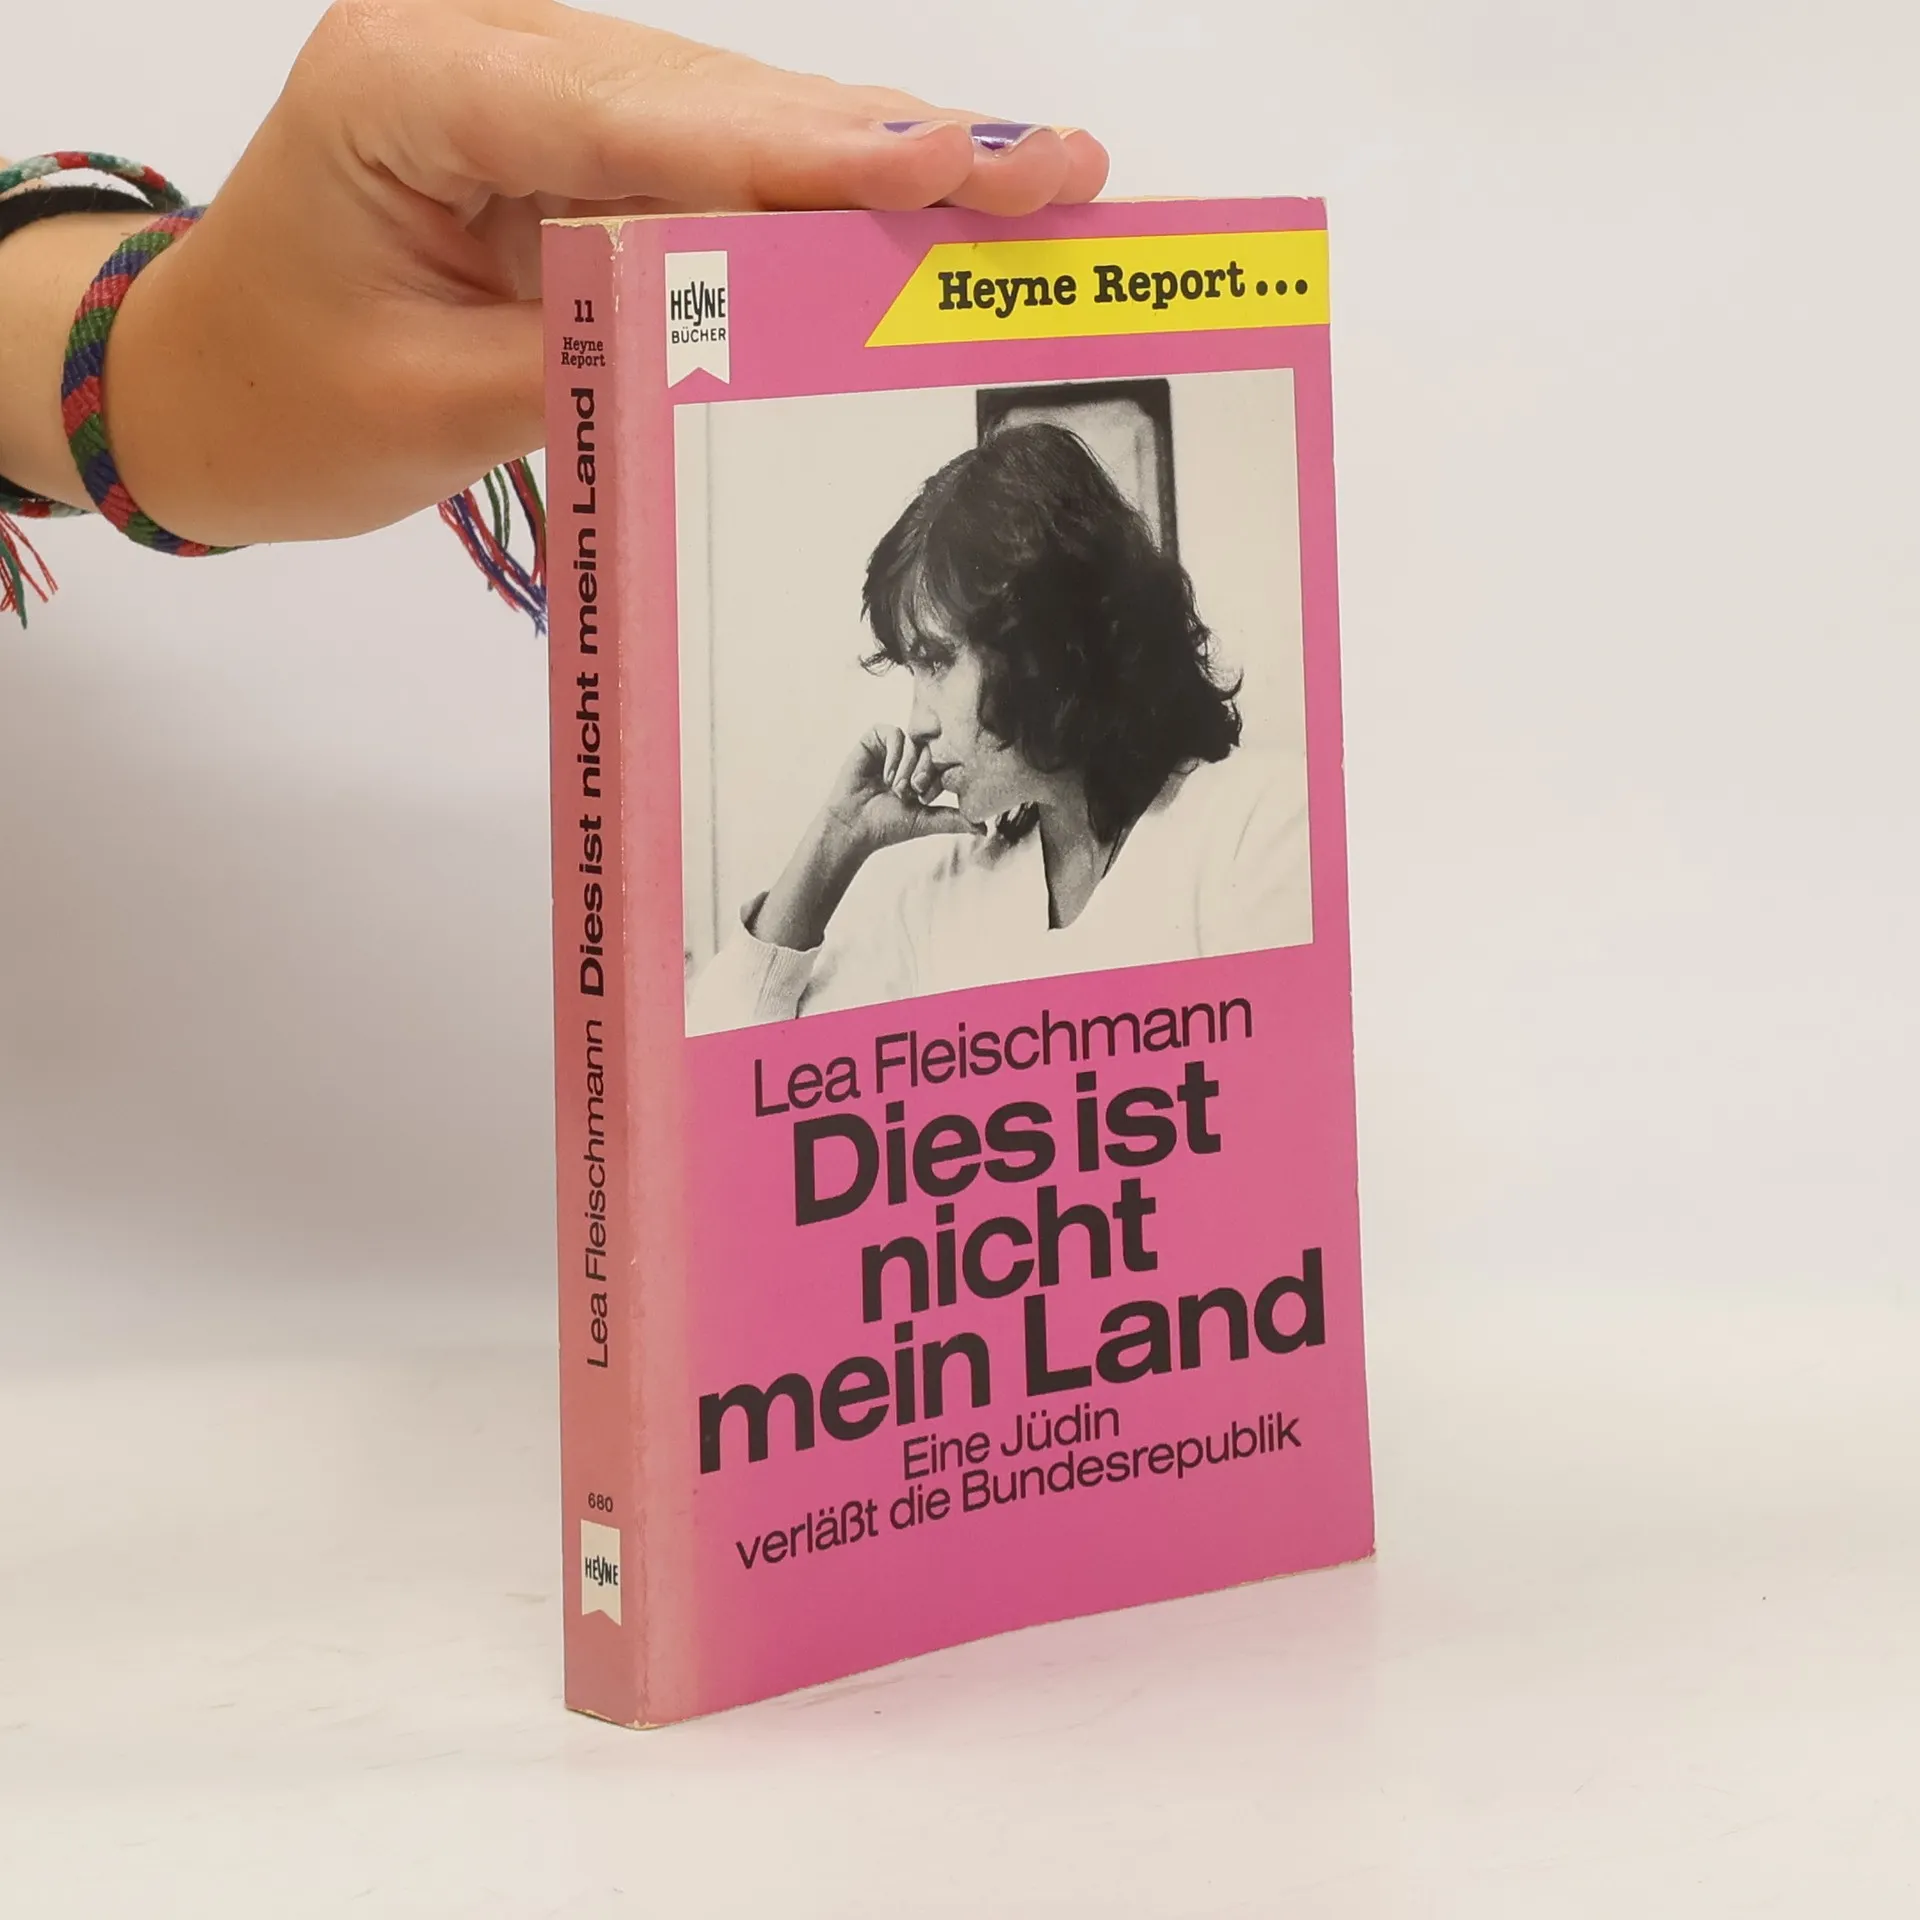 11
Heyne
Report
Lea Fleischmann Dies ist nicht mein Land
680
HEYNE
HEYNE
BÜCHER
Heyne Report...
Lea Fleischmann
Dies ist
nicht
mein Land
Eine Jüdin
verläßt die Bundesrepublik